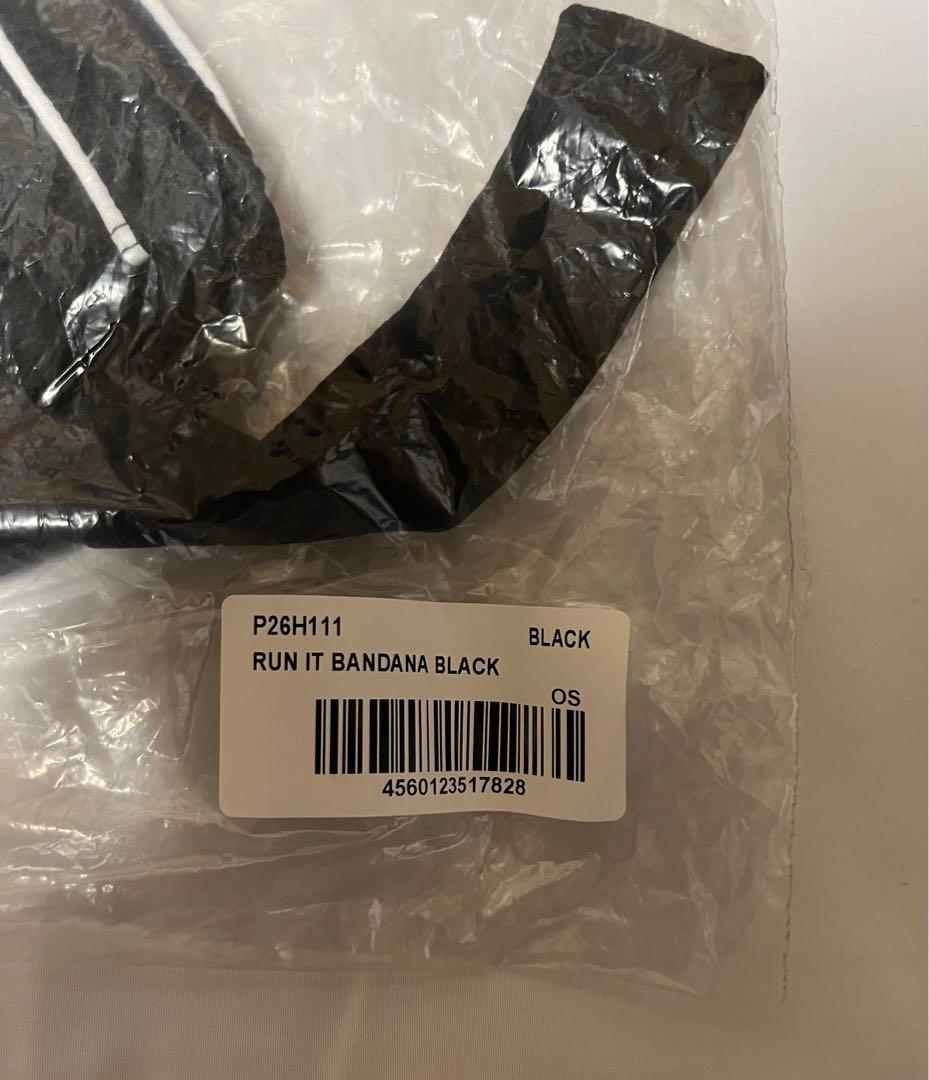 P26H111
BLACK
RUN IT BANDANA BLACK
OS
4560123517828